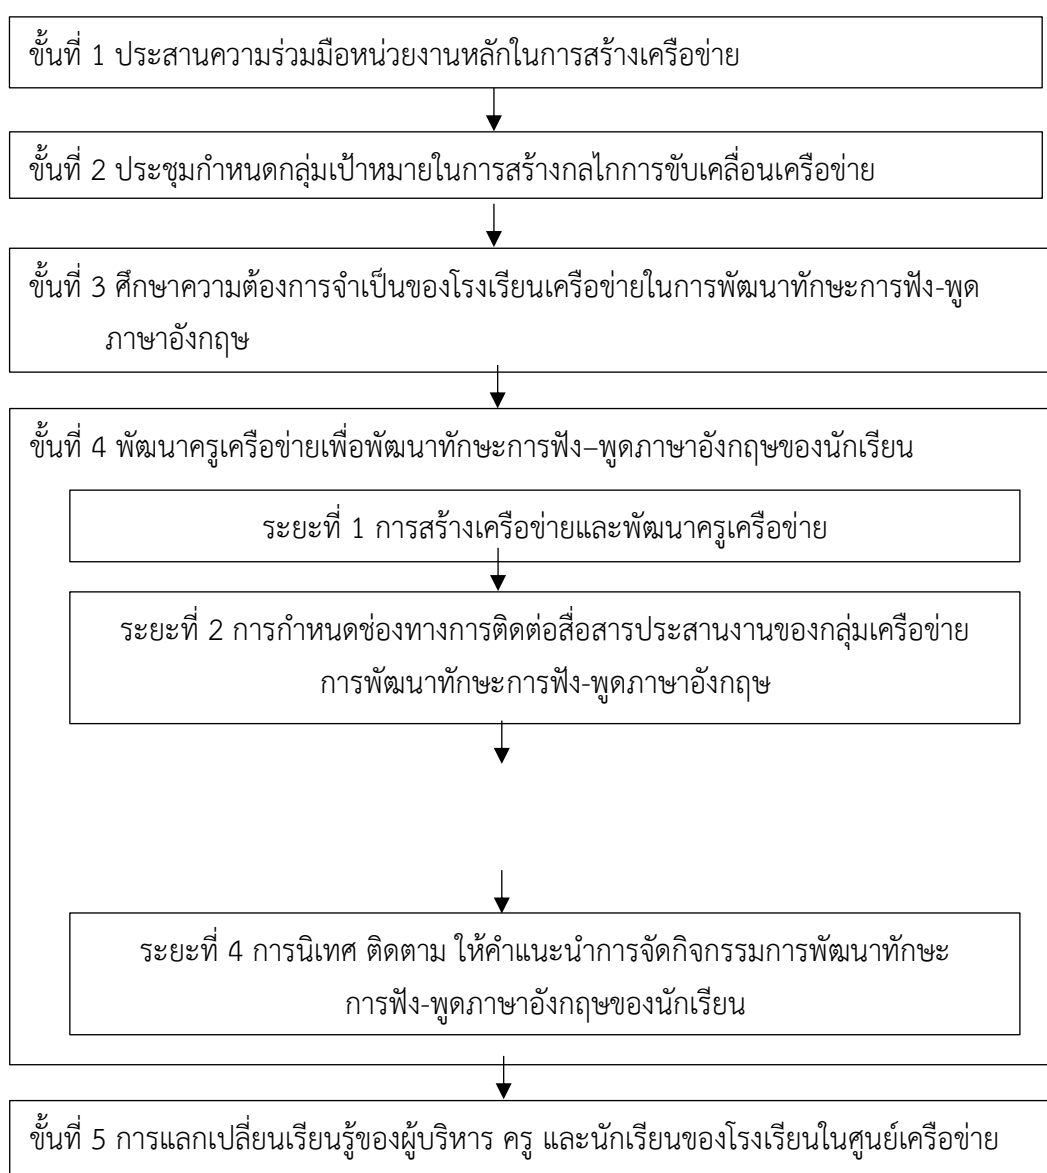 ขั้นที่ 1 ประสานความร่วมมือหน่วยงานหลักในการสร้างเครือข่าย
ขั้นที่ 2 ประชุมกำหนดกลุ่มเป้าหมายในการสร้างกลไกการขับเคลื่อนเครือข่าย
ขั้นที่ 3 ศึกษาความต้องการจำเป็นของโรงเรียนเครือข่ายในการพัฒนาทักษะการฟัง-พูด
ภาษาอังกฤษ
ขั้นที่ 4 พัฒนาครูเครือข่ายเพื่อพัฒนาทักษะการฟัง–พูดภาษาอังกฤษของนักเรียน
ระยะที่ 1 การสร้างเครือข่ายและพัฒนาครูเครือข่าย
ระยะที่ 2 การกำหนดช่องทางการติดต่อสื่อสารประสานงานของกลุ่มเครือข่าย
การพัฒนาทักษะการฟัง-พูดภาษาอังกฤษ
ระยะที่ 4 การนิเทศ ติดตาม ให้คำแนะนำการจัดกิจกรรมการพัฒนาทักษะ
การฟัง-พูดภาษาอังกฤษของนักเรียน
ขั้นที่ 5 การแลกเปลี่ยนเรียนรู้ของผู้บริหาร ครู และนักเรียนของโรงเรียนในศูนย์เครือข่าย